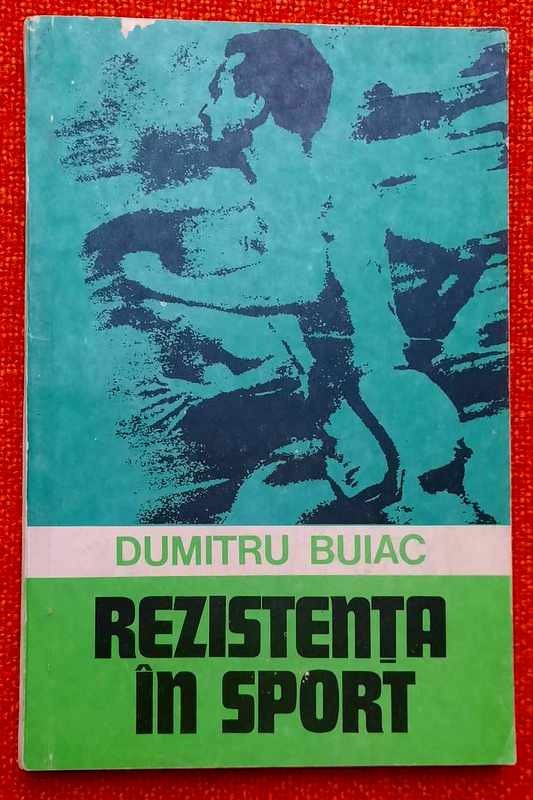 DUMITRU BUIAC
REZISTENȚA
ÎN SPORT